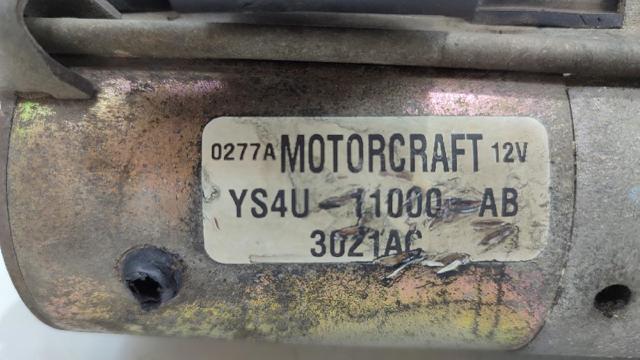 0277A MOTORCRAFT 12V
YS4U-11000-AB
3021AC